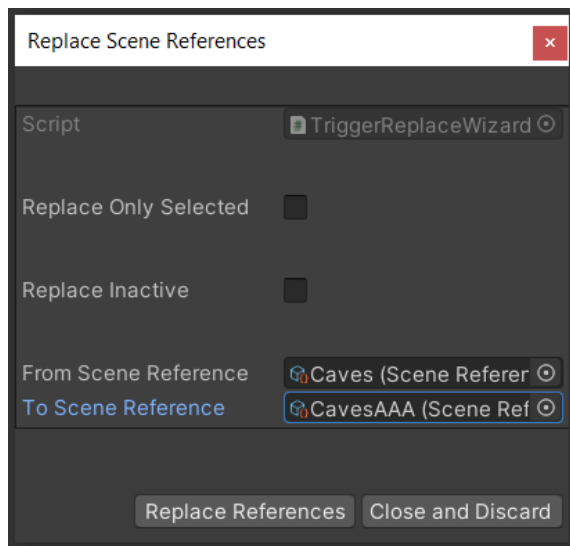 Replace Scene References
Script TriggerReplaceWizard
Replace Only Selected
Replace Inactive
From Scene Reference Caves (Scene Referer
To Scene Reference CavesAAA (Scene Ref
Replace References Close and Discard